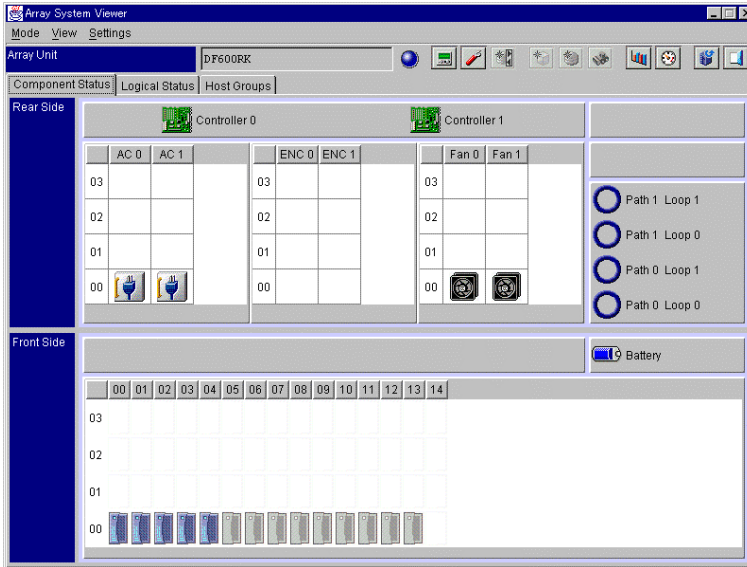 Array System Viewer
Mode View Settings
Array Unit DF600RK
Component Status Logical Status Host Groups
Rear Side
Controller 0 Controller 1
AC 0 AC 1 ENC 0 ENC 1 Fan 0 Fan 1
03 03 03
02 02 02
01 01 01
00 00 00
Path 1 Loop 1
Path 1 Loop 0
Path 0 Loop 1
Path 0 Loop 0
Front Side
Battery
00 01 02 03 04 05 06 07 08 09 10 11 12 13 14
03
02
01
00